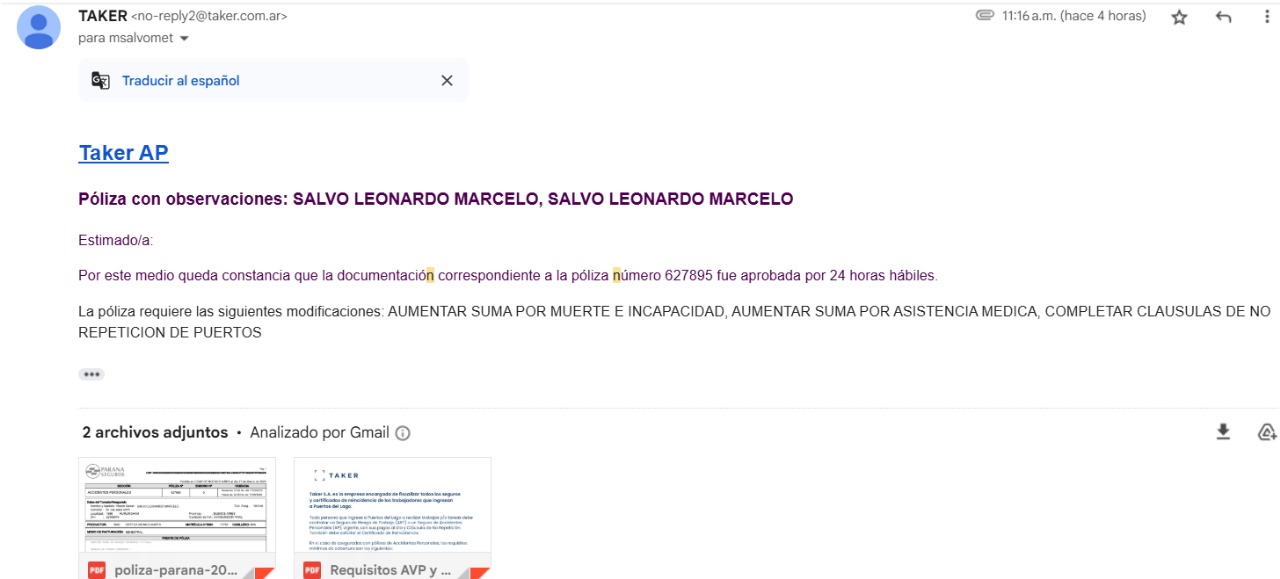 TAKER <no-reply2@taker.com.ar>
11:16 a.m. (hace 4 horas)
para msalvomet
Traducir al español
Taker AP
Póliza con observaciones: SALVO LEONARDO MARCELO, SALVO LEONARDO MARCELO
Estimado/a:
Por este medio queda constancia que la documentación correspondiente a la póliza número 627895 fue aprobada por 24 horas hábiles.
La póliza requiere las siguientes modificaciones: AUMENTAR SUMA POR MUERTE E INCAPACIDAD, AUMENTAR SUMA POR ASISTENCIA MEDICA, COMPLETAR CLAUSULAS DE NO
REPETICION DE PUERTOS
2 archivos adjuntos • Analizado por Gmail
PARANA
SEGUROS
ACCIDENTES PERSONALES
TAKER
Taker S.A. es la empresa encargada de fiscalizar todos los seguros
y certificados de reincidencia de los trabajadores que ingresan
a Puertos del Lago.
PDF poliza-parana-20...
PDF Requisitos AVP y ...